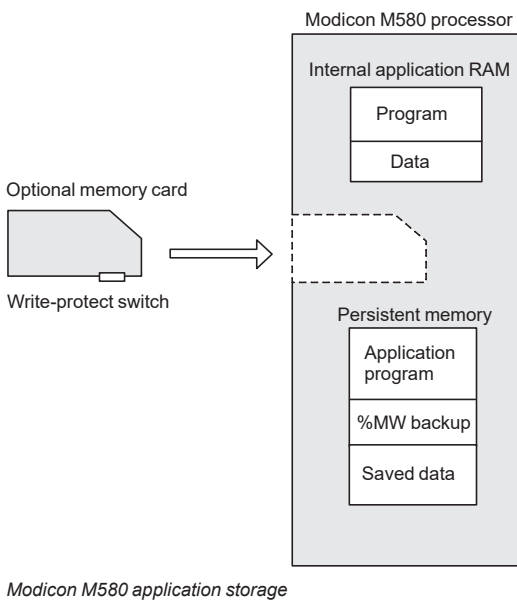 Modicon M580 processor
Internal application RAM
Program
Data
Optional memory card
Write-protect switch
Persistent memory
Application
program
%MW backup
Saved data
Modicon M580 application storage